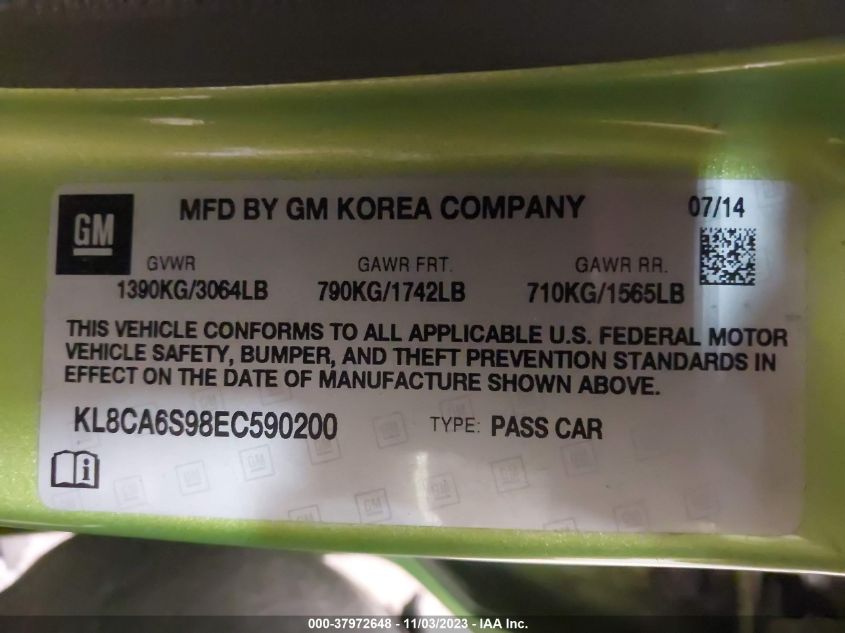 GM
MFD BY GM KOREA COMPANY 07/14
GVWR GAWR FRT. GAWR RR.
1390KG/3064LB 790KG/1742LB 710KG/1565LB
THIS VEHICLE CONFORMS TO ALL APPLICABLE U.S. FEDERAL MOTOR
VEHICLE SAFETY, BUMPER, AND THEFT PREVENTION STANDARDS IN
EFFECT ON THE DATE OF MANUFACTURE SHOWN ABOVE.
KL8CA6S98EC590200 TYPE: PASS CAR
000-37972648 - 11/03/2023 - IAA Inc.